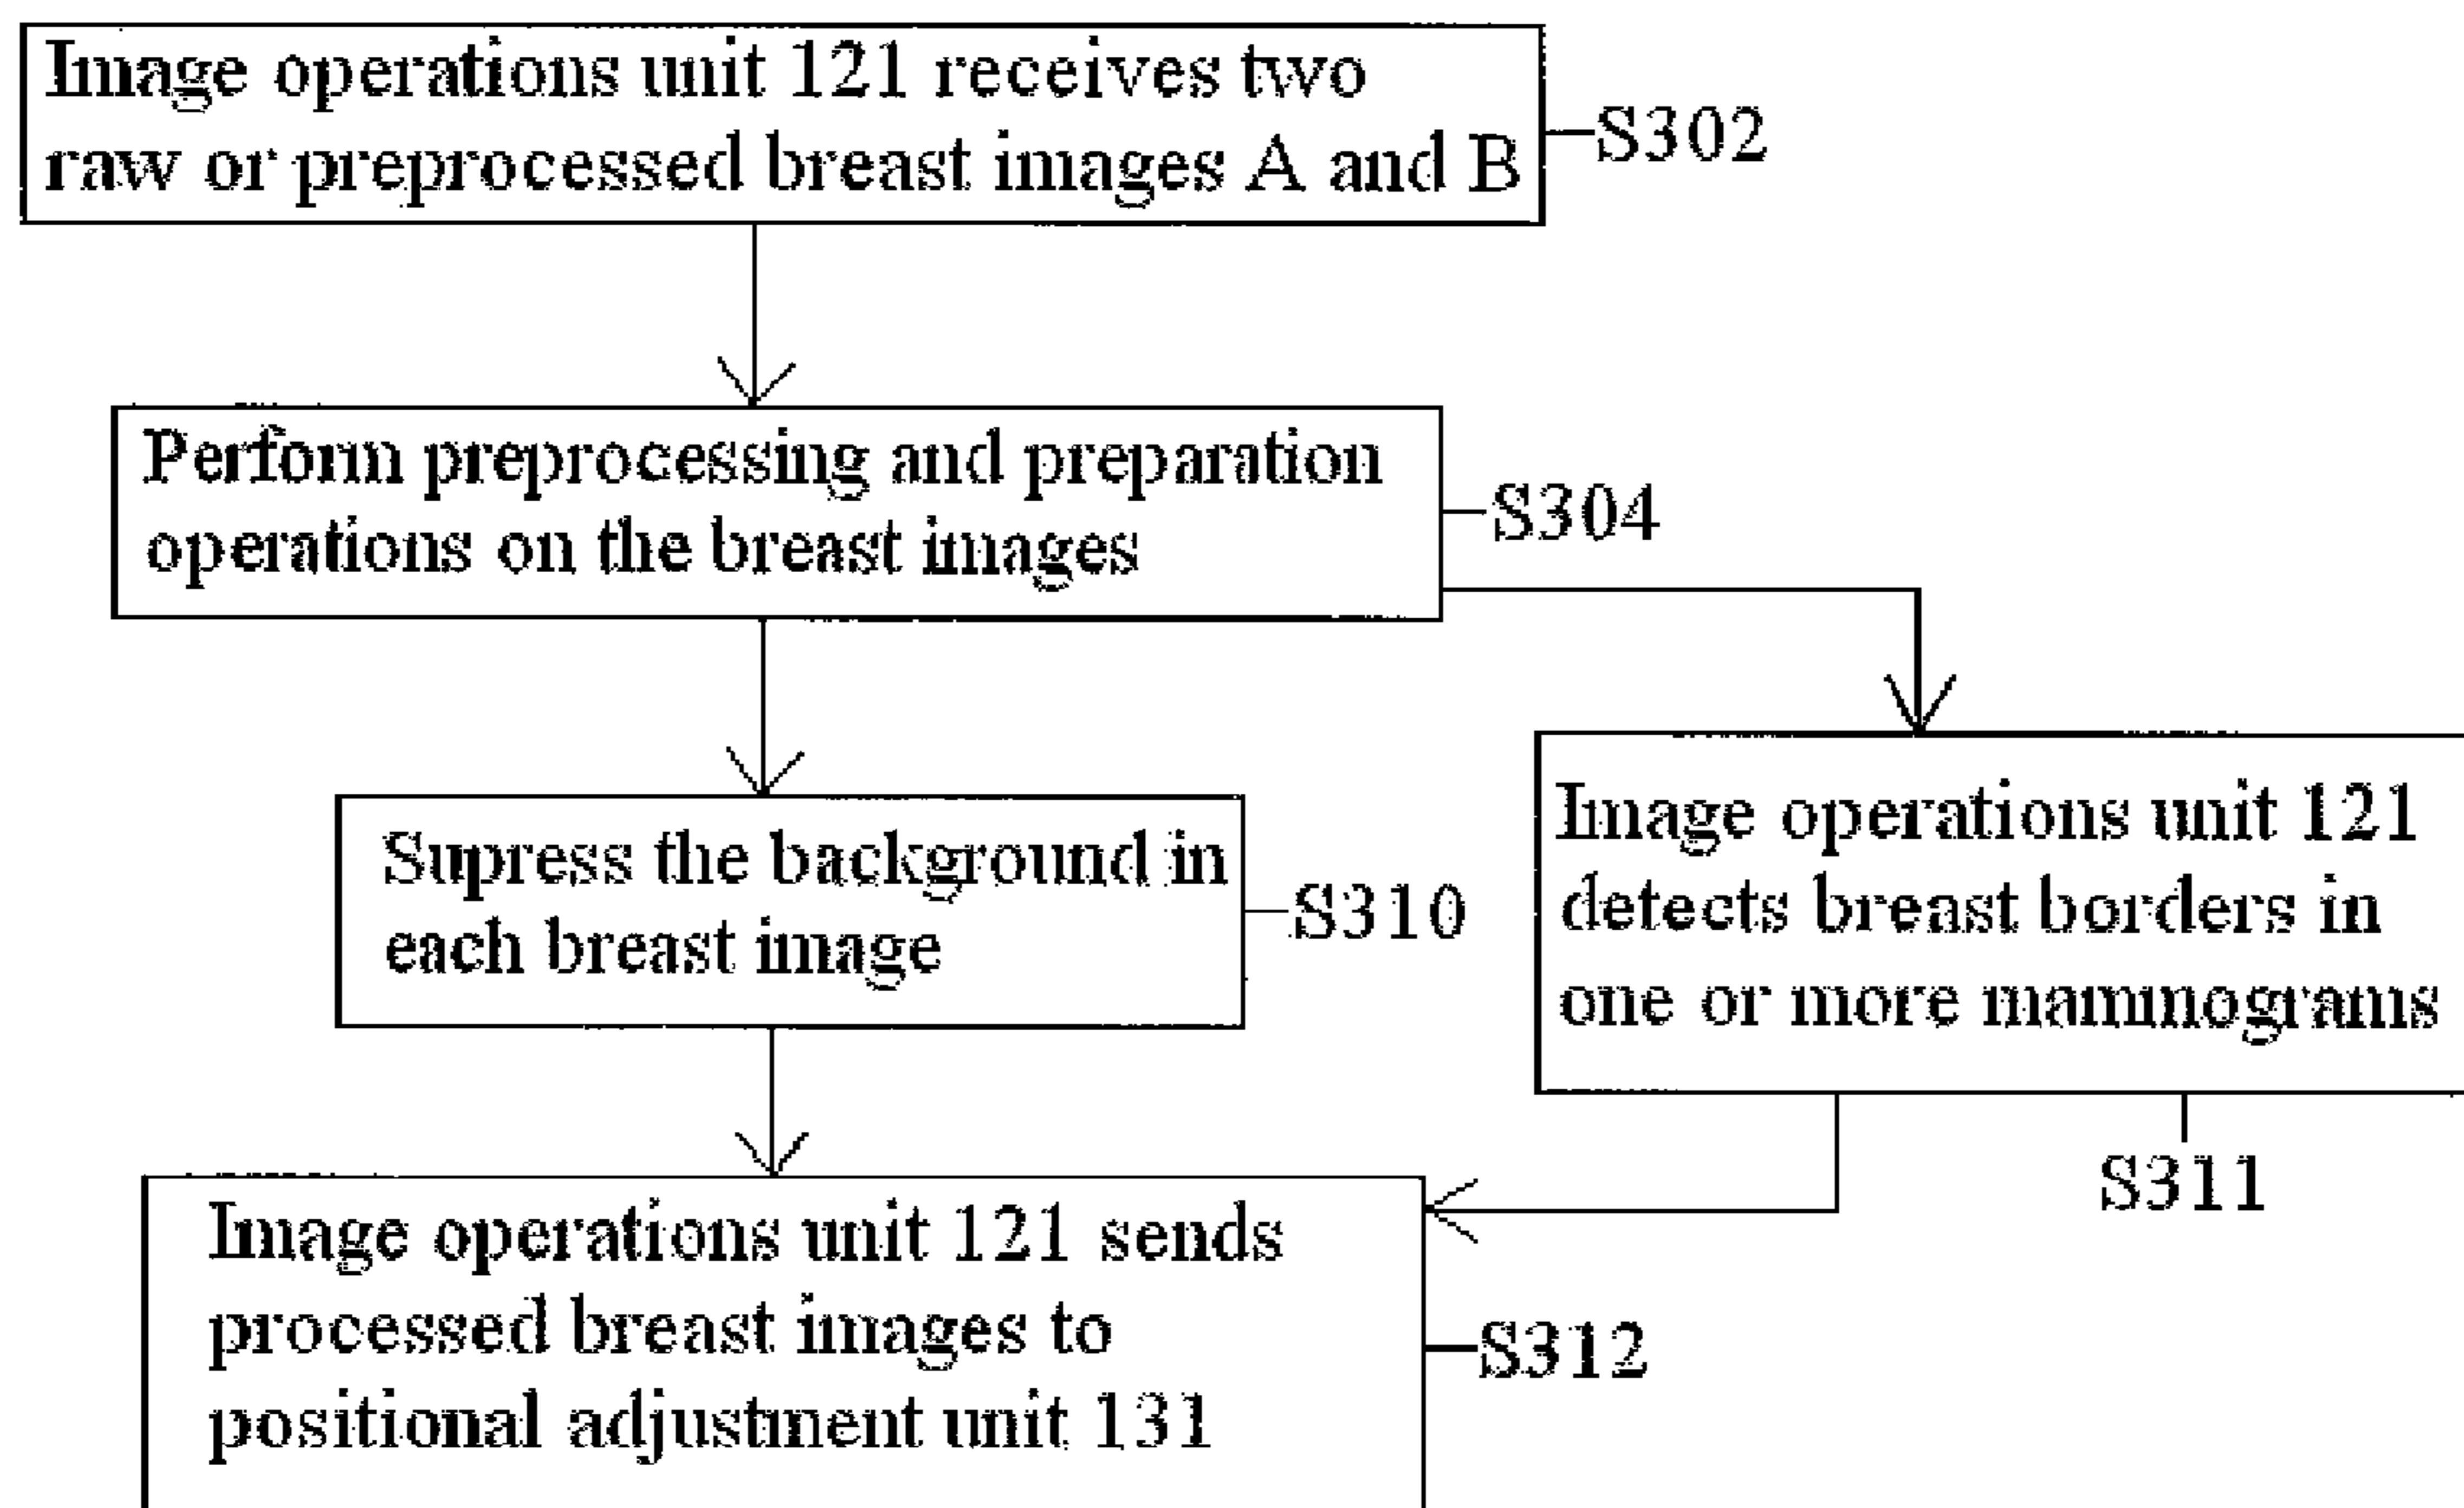 Image operations unit 121 receives two
raw or preprocessed breast images A and B
S302
Perform preprocessing and preparation
operations on the breast images
S304
Supress the background in
each breast image
S310
Image operations unit 121
detects breast borders in
one or more mammograms
S311
Image operations unit 121 sends
processed breast images to
positional adjustment unit 131
S312